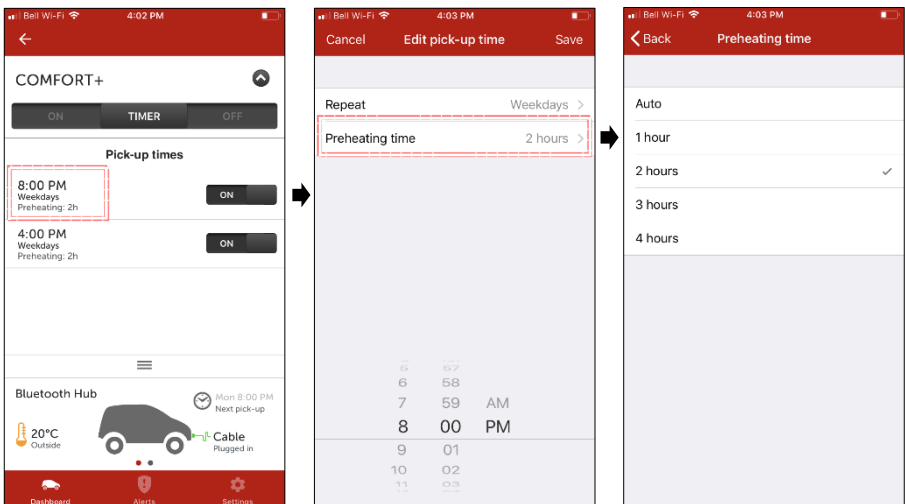 Bell Wi-Fi 4:02 PM
COMFORT+
ON TIMER OFF
Pick-up times
8:00 PM
Weekdays
Preheating: 2h
ON
4:00 PM
Weekdays
Preheating: 2h
ON
Bluetooth Hub
Mon 8:00 PM
Next pick-up
20°C
Outside
Cable
Plugged in
Dashboard Alerts Settings
Bell Wi-Fi 4:03 PM
Cancel Edit pick-up time Save
Repeat Weekdays >
Preheating time 2 hours >
6 58
7 59 AM
8 00 PM
9 01
10 02
11 03
Bell Wi-Fi 4:03 PM
Back Preheating time
Auto
1 hour
2 hours
3 hours
4 hours